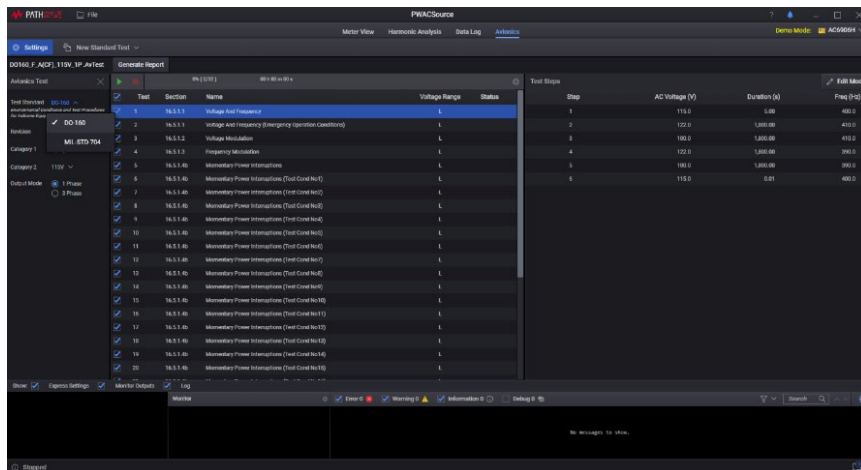 PATHWAVE File PWACSource ?
Meter View Harmonic Analysis Data Log Avionics Demo Mode: AC6906H
Settings New Standard Test
DO160_F_A(CF)_115V_1P.AvTest Generate Report
Avionics Test Test Steps Edit Mode
Test Standard DO-160
Test Section Name Voltage Range Status
Step AC Voltage (V) Duration (s) Freq (Hz)
DO-160
MIL-STD-704
Revision
Category 1
Category 2 115V
Output Mode 1 Phase
3 Phase
1 16.5.1.1 Voltage And Frequency L
2 16.5.1.1 Voltage And Frequency (Emergency Operation Conditions) L
3 16.5.1.2 Voltage Modulation L
4 16.5.1.3 Frequency Modulation L
5 16.5.1.4b Momentary Power Interruptions L
6 16.5.1.4b Momentary Power Interruptions (Test Cond No1) L
7 16.5.1.4b Momentary Power Interruptions (Test Cond No2) L
8 16.5.1.4b Momentary Power Interruptions (Test Cond No3) L
9 16.5.1.4b Momentary Power Interruptions (Test Cond No4) L
10 16.5.1.4b Momentary Power Interruptions (Test Cond No5) L
11 16.5.1.4b Momentary Power Interruptions (Test Cond No6) L
12 16.5.1.4b Momentary Power Interruptions (Test Cond No7) L
13 16.5.1.4b Momentary Power Interruptions (Test Cond No8) L
14 16.5.1.4b Momentary Power Interruptions (Test Cond No9) L
15 16.5.1.4b Momentary Power Interruptions (Test Cond No10) L
16 16.5.1.4b Momentary Power Interruptions (Test Cond No11) L
17 16.5.1.4b Momentary Power Interruptions (Test Cond No12) L
18 16.5.1.4b Momentary Power Interruptions (Test Cond No13) L
19 16.5.1.4b Momentary Power Interruptions (Test Cond No14) L
20 16.5.1.4b Momentary Power Interruptions (Test Cond No15) L
1 115.0 5.00 400.0
2 122.0 1,800.00 410.0
3 100.0 1,800.00 410.0
4 122.0 1,800.00 390.0
5 100.0 1,800.00 390.0
6 115.0 0.01 400.0
Show: Express Settings Monitor Outputs Log
Monitor Error 0 Warning 0 Information 0 Debug 0 Search
No messages to show.
Stopped